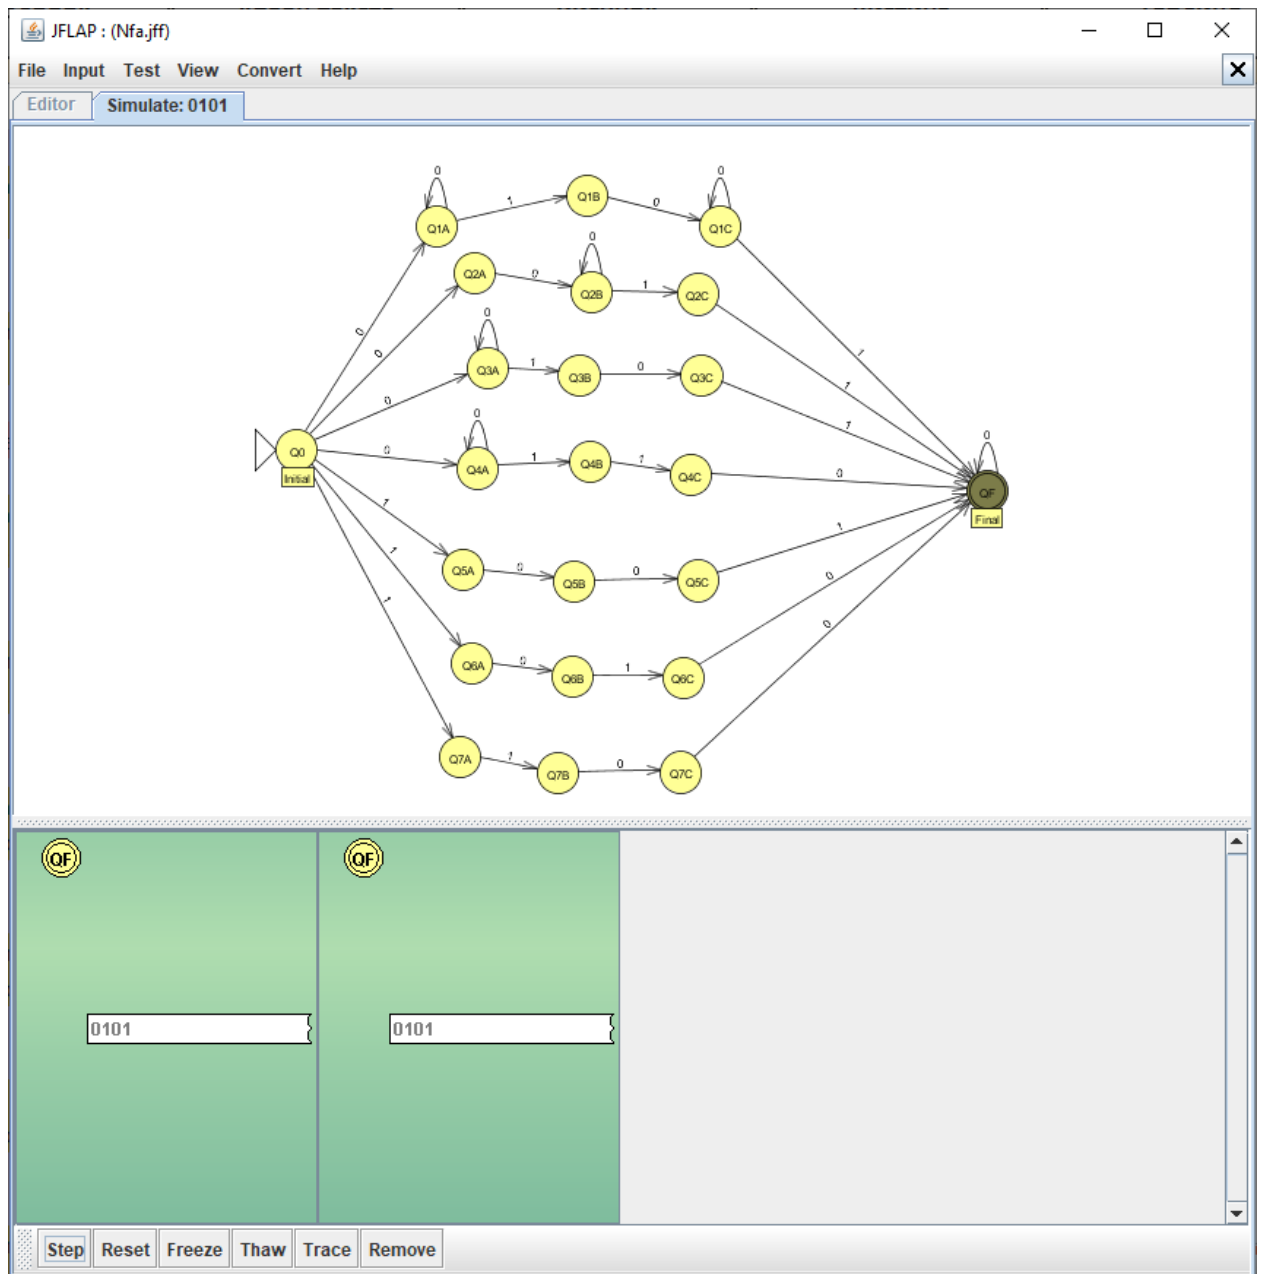 JFLAP : (Nfa.jff)
File Input Test View Convert Help
Editor Simulate: 0101
0 0
Q1A 1 Q1B 0 Q1C
0
Q2A 0 Q2B 1 Q2C
0
Q3A 1 Q3B 0 Q3C
0
Q4A 1 Q4B 1 Q4C
0 0 0 0 1 1 1 0
0
Q0 QF
Initial Final
1 1 1 1 0 0
Q5A 0 Q5B 0 Q5C
Q6A 0 Q6B 1 Q6C
Q7A 1 Q7B 0 Q7C
QF QF
0101 0101
Step Reset Freeze Thaw Trace Remove